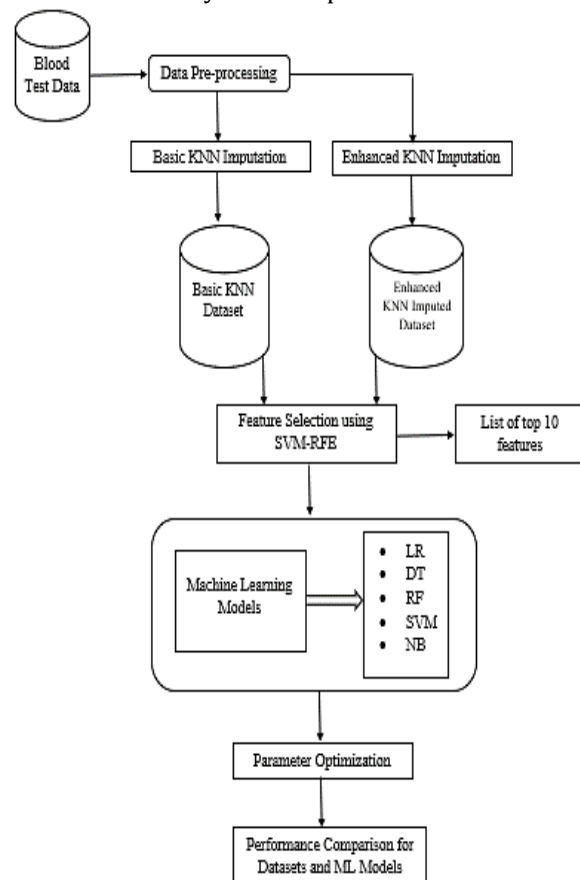 Blood
Test Data
Data Pre-processing
Basic KNN Imputation
Enhanced KNN Imputation
Basic KNN
Dataset
Enhanced
KNN Imputed
Dataset
Feature Selection using
SVM-RFE
List of top 10
features
Machine Learning
Models
• LR
• DT
• RF
• SVM
• NB
Parameter Optimization
Performance Comparison for
Datasets and ML Models